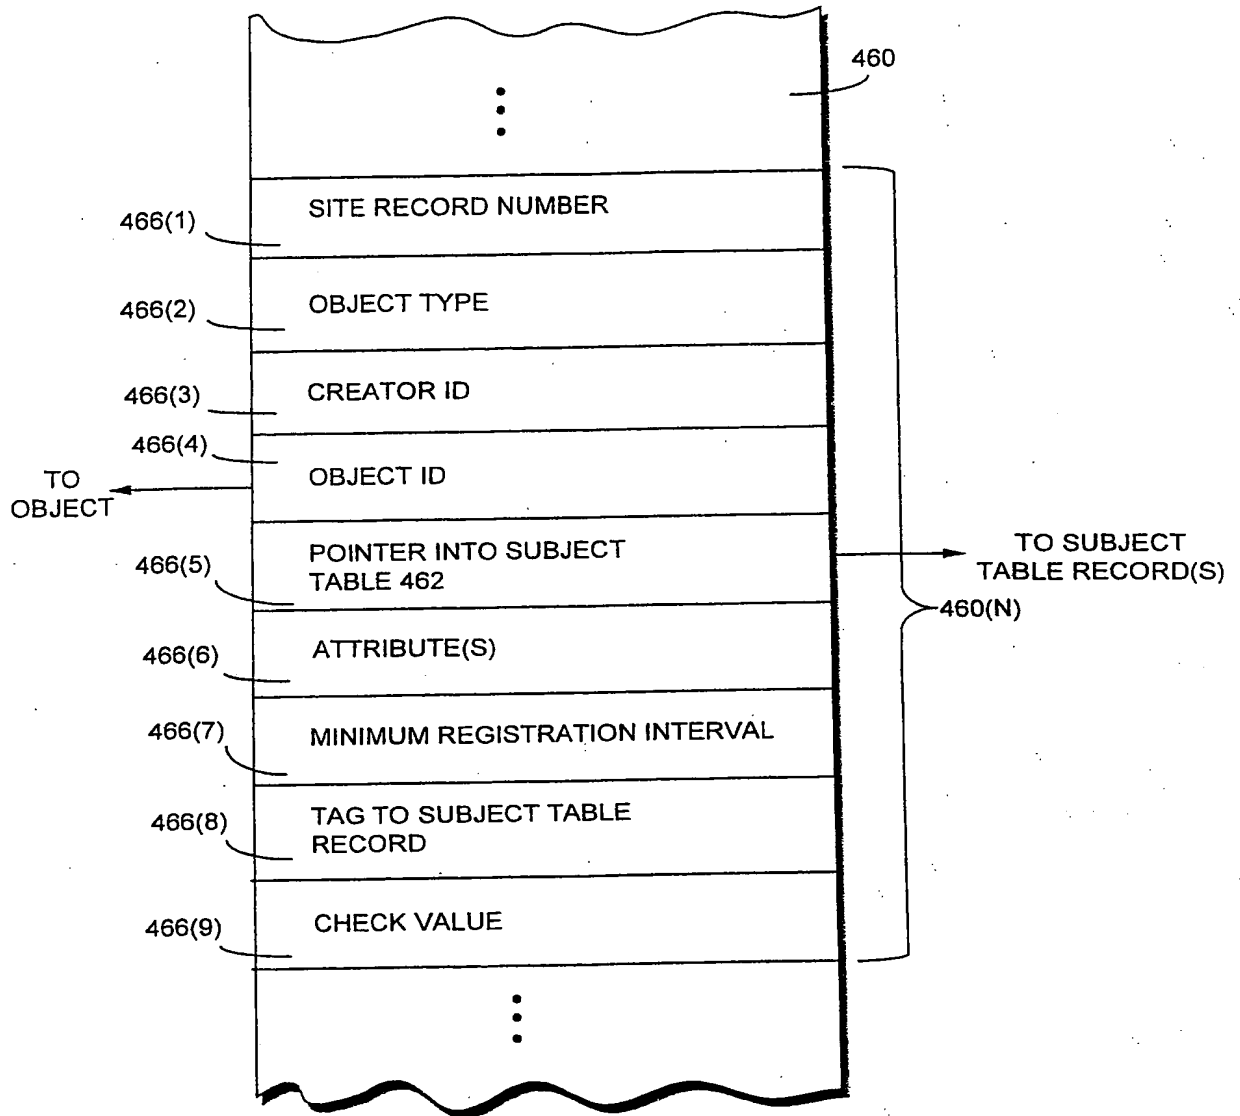 460
466(1)
SITE RECORD NUMBER
466(2)
OBJECT TYPE
466(3)
CREATOR ID
466(4)
OBJECT ID
TO
OBJECT
466(5)
POINTER INTO SUBJECT
TABLE 462
TO SUBJECT
TABLE RECORD(S)
460(N)
466(6)
ATTRIBUTE(S)
466(7)
MINIMUM REGISTRATION INTERVAL
466(8)
TAG TO SUBJECT TABLE
RECORD
466(9)
CHECK VALUE